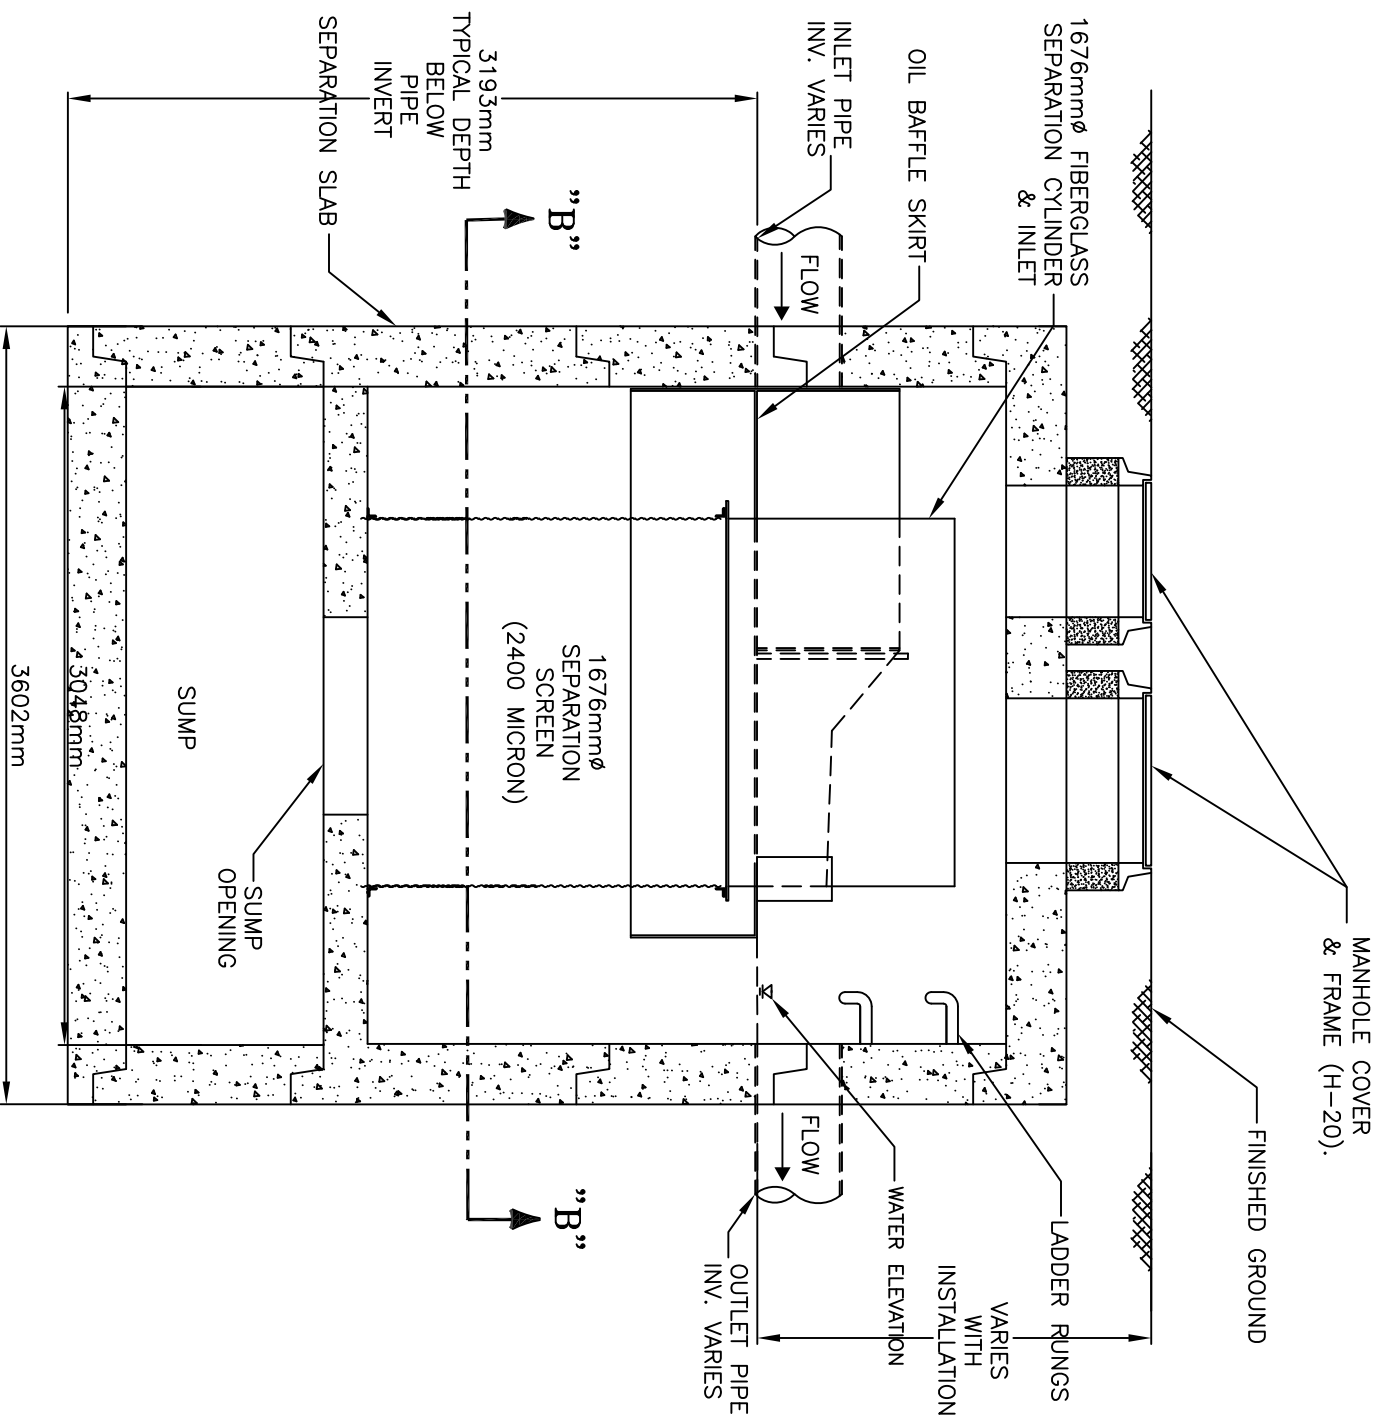 MANHOLE COVER
& FRAME (H-20).
FINISHED GROUND
1676mmø FIBERGLASS
SEPARATION CYLINDER
& INLET
LADDER RUNGS
VARIES
WITH
INSTALLATION
OIL BAFFLE SKIRT
WATER ELEVATION
INLET PIPE
INV. VARIES
FLOW
FLOW
OUTLET PIPE
INV. VARIES
"B"
"B"
1676mmø
SEPARATION
SCREEN
(2400 MICRON)
3193mm
TYPICAL DEPTH
BELOW
PIPE
INVERT
SEPARATION SLAB
SUMP
OPENING
SUMP
3048mm
3602mm